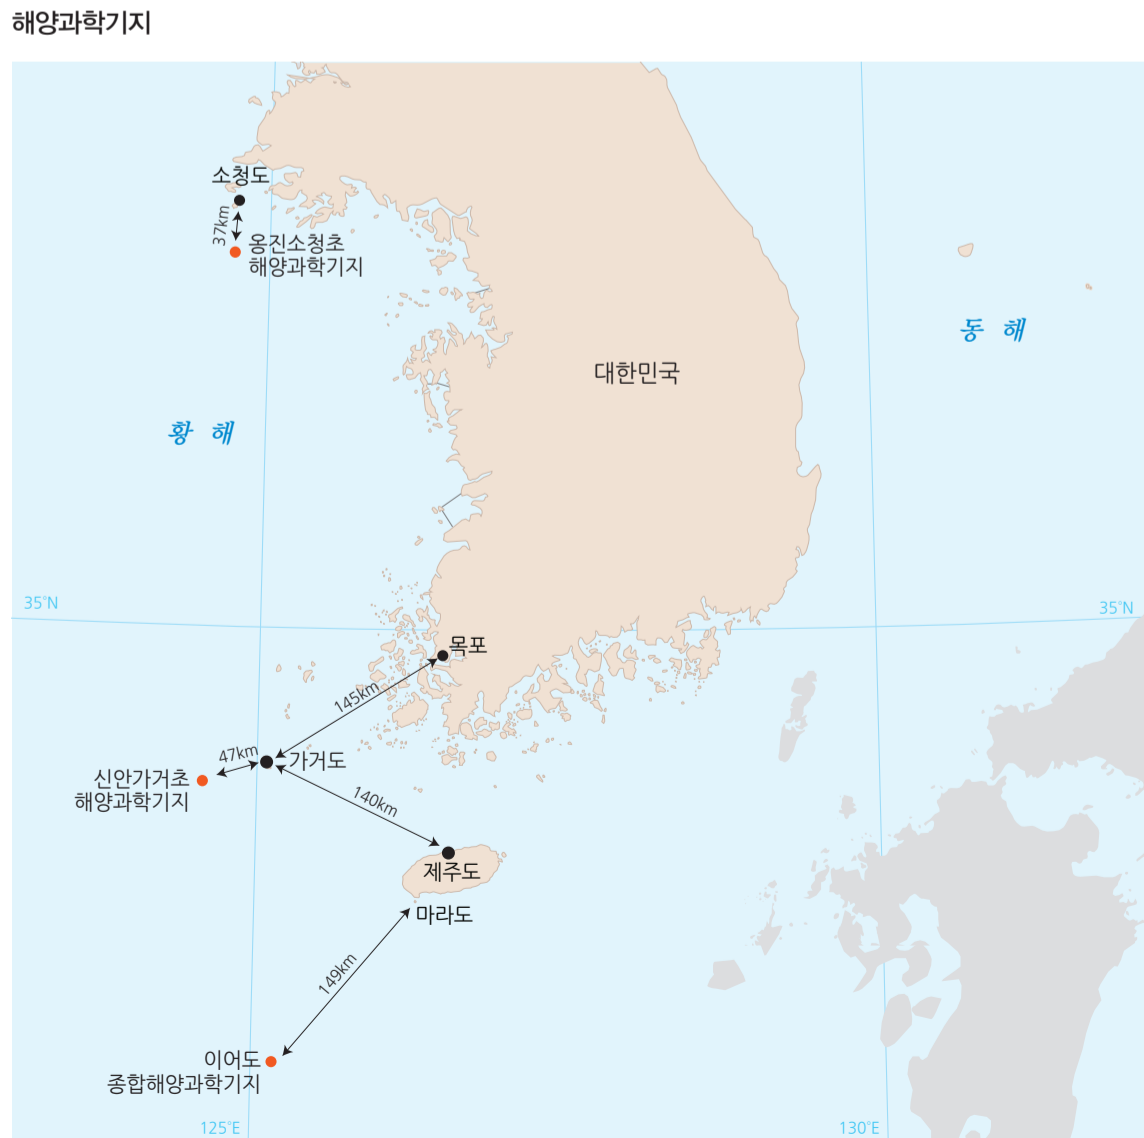 해양과학기지
소청도
37km
옹진소청초
해양과학기지
동 해
대한민국
황 해
35°N
35°N
목포
145km
47km
가거도
신안가거초
해양과학기지
140km
제주도
마라도
149km
이어도
종합해양과학기지
125°E
130°E